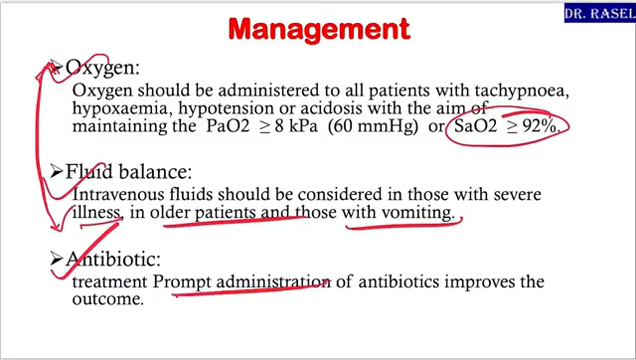 DR. RASEL
Management
➤ Oxygen:
Oxygen should be administered to all patients with tachypnoea,
hypoxaemia, hypotension or acidosis with the aim of
maintaining the PaO2 ≥ 8 kPa (60 mmHg) or SaO2 ≥ 92%.
➤ Fluid balance:
Intravenous fluids should be considered in those with severe
illness, in older patients and those with vomiting.
➤ Antibiotic:
treatment Prompt administration of antibiotics improves the
outcome.